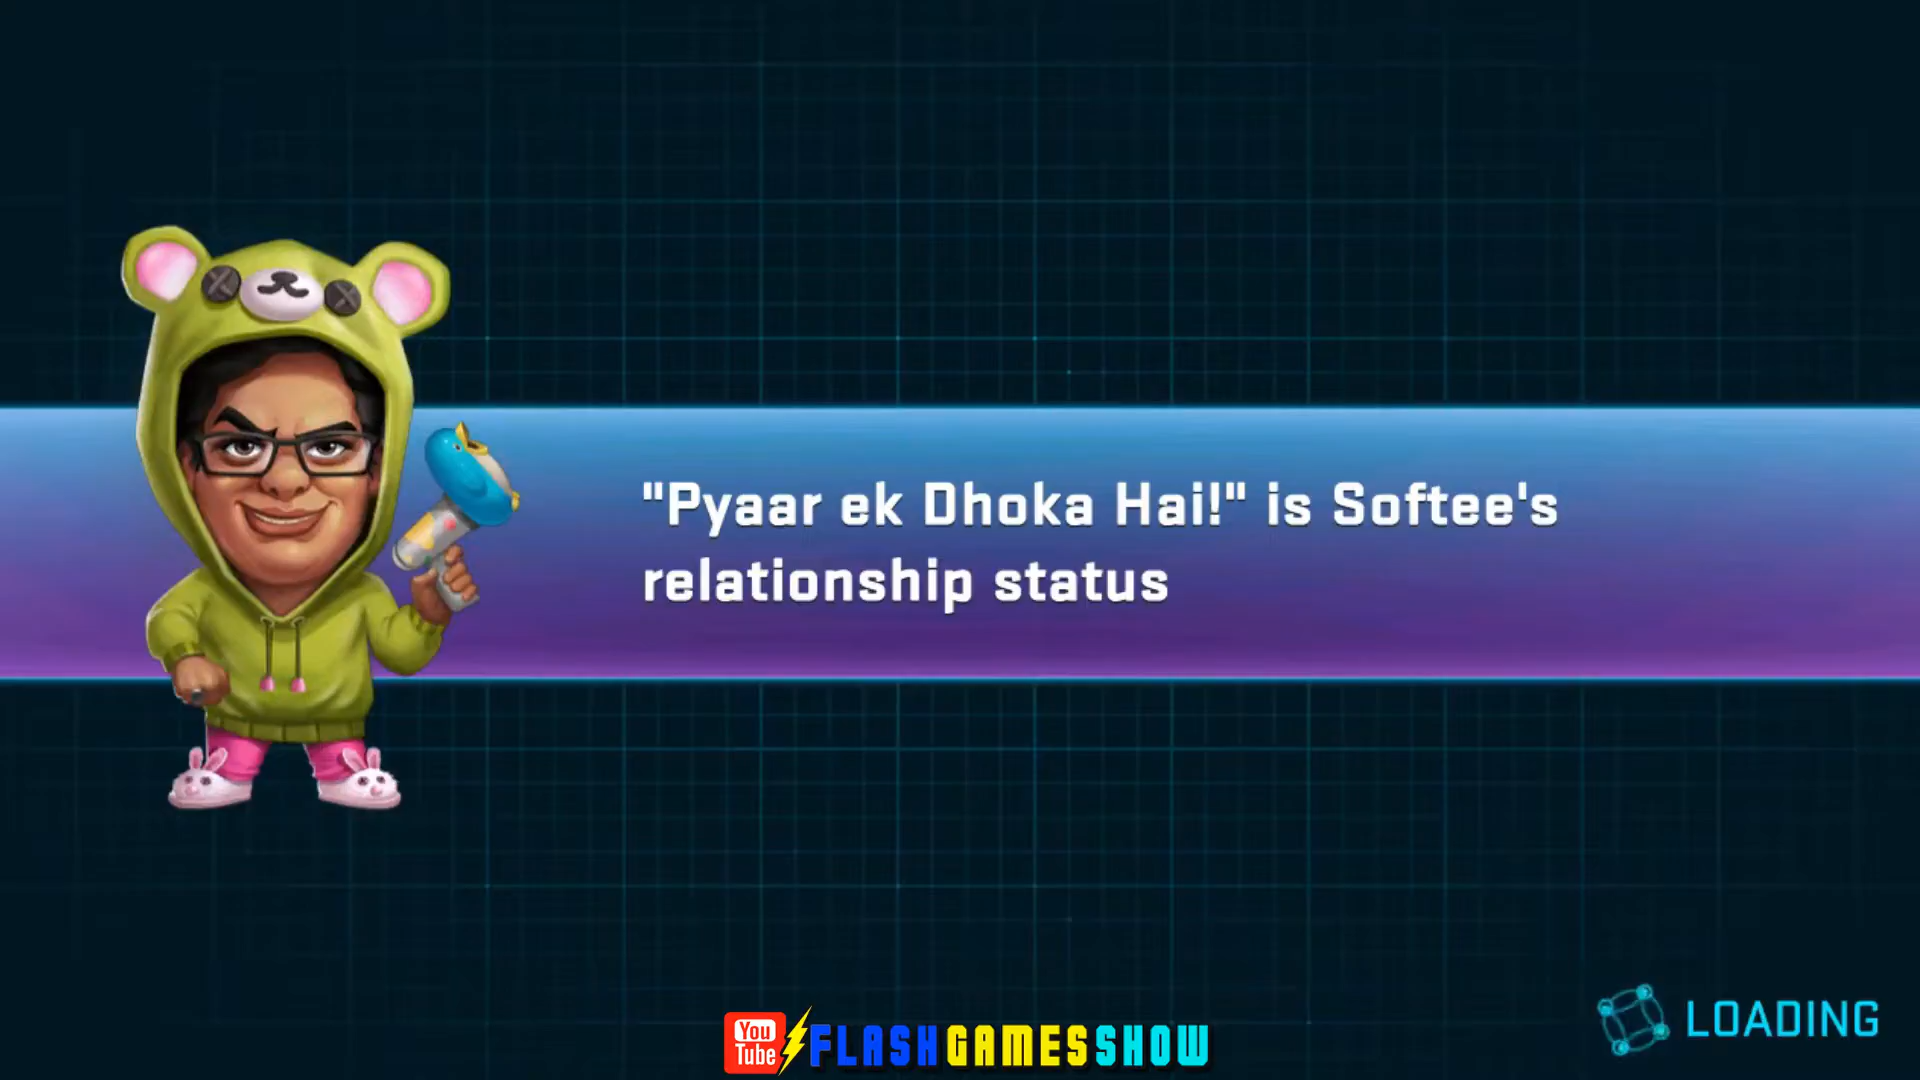 "Pyaar ek Dhoka Hai!" is Softee's
relationship status
LOADING
You
Tube
FLASHGAMESSHOW